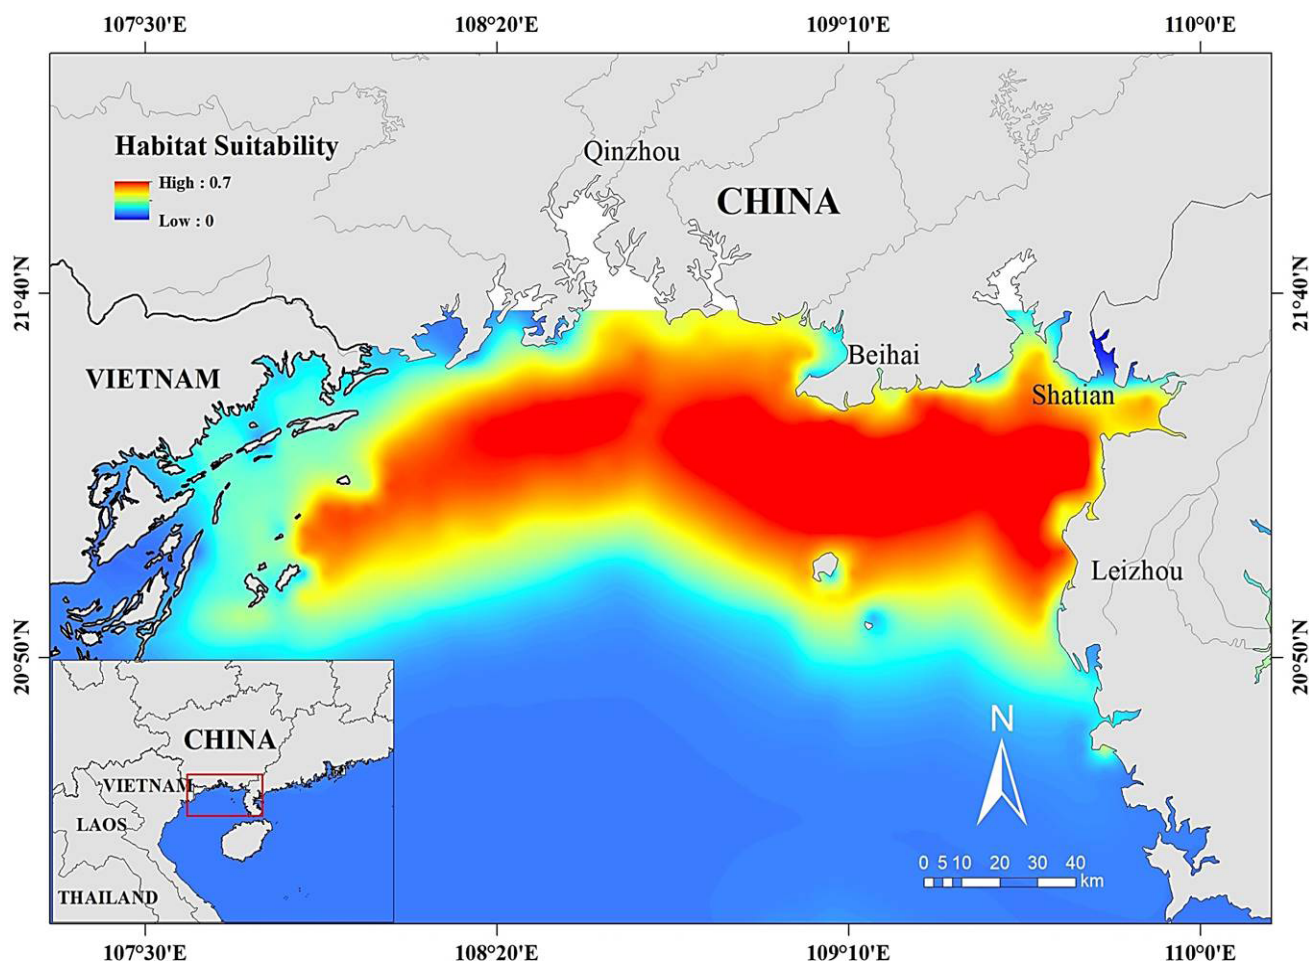 107°30'E 108°20'E 109°10'E 110°0'E
Habitat Suitability
High : 0.7
Low : 0
Qinzhou
CHINA
21°40'N 21°40'N
VIETNAM
Beihai
Shatian
Leizhou
20°50'N 20°50'N
N
CHINA
VIETNAM
LAOS
THAILAND
0 5 10 20 30 40
km
107°30'E 108°20'E 109°10'E 110°0'E